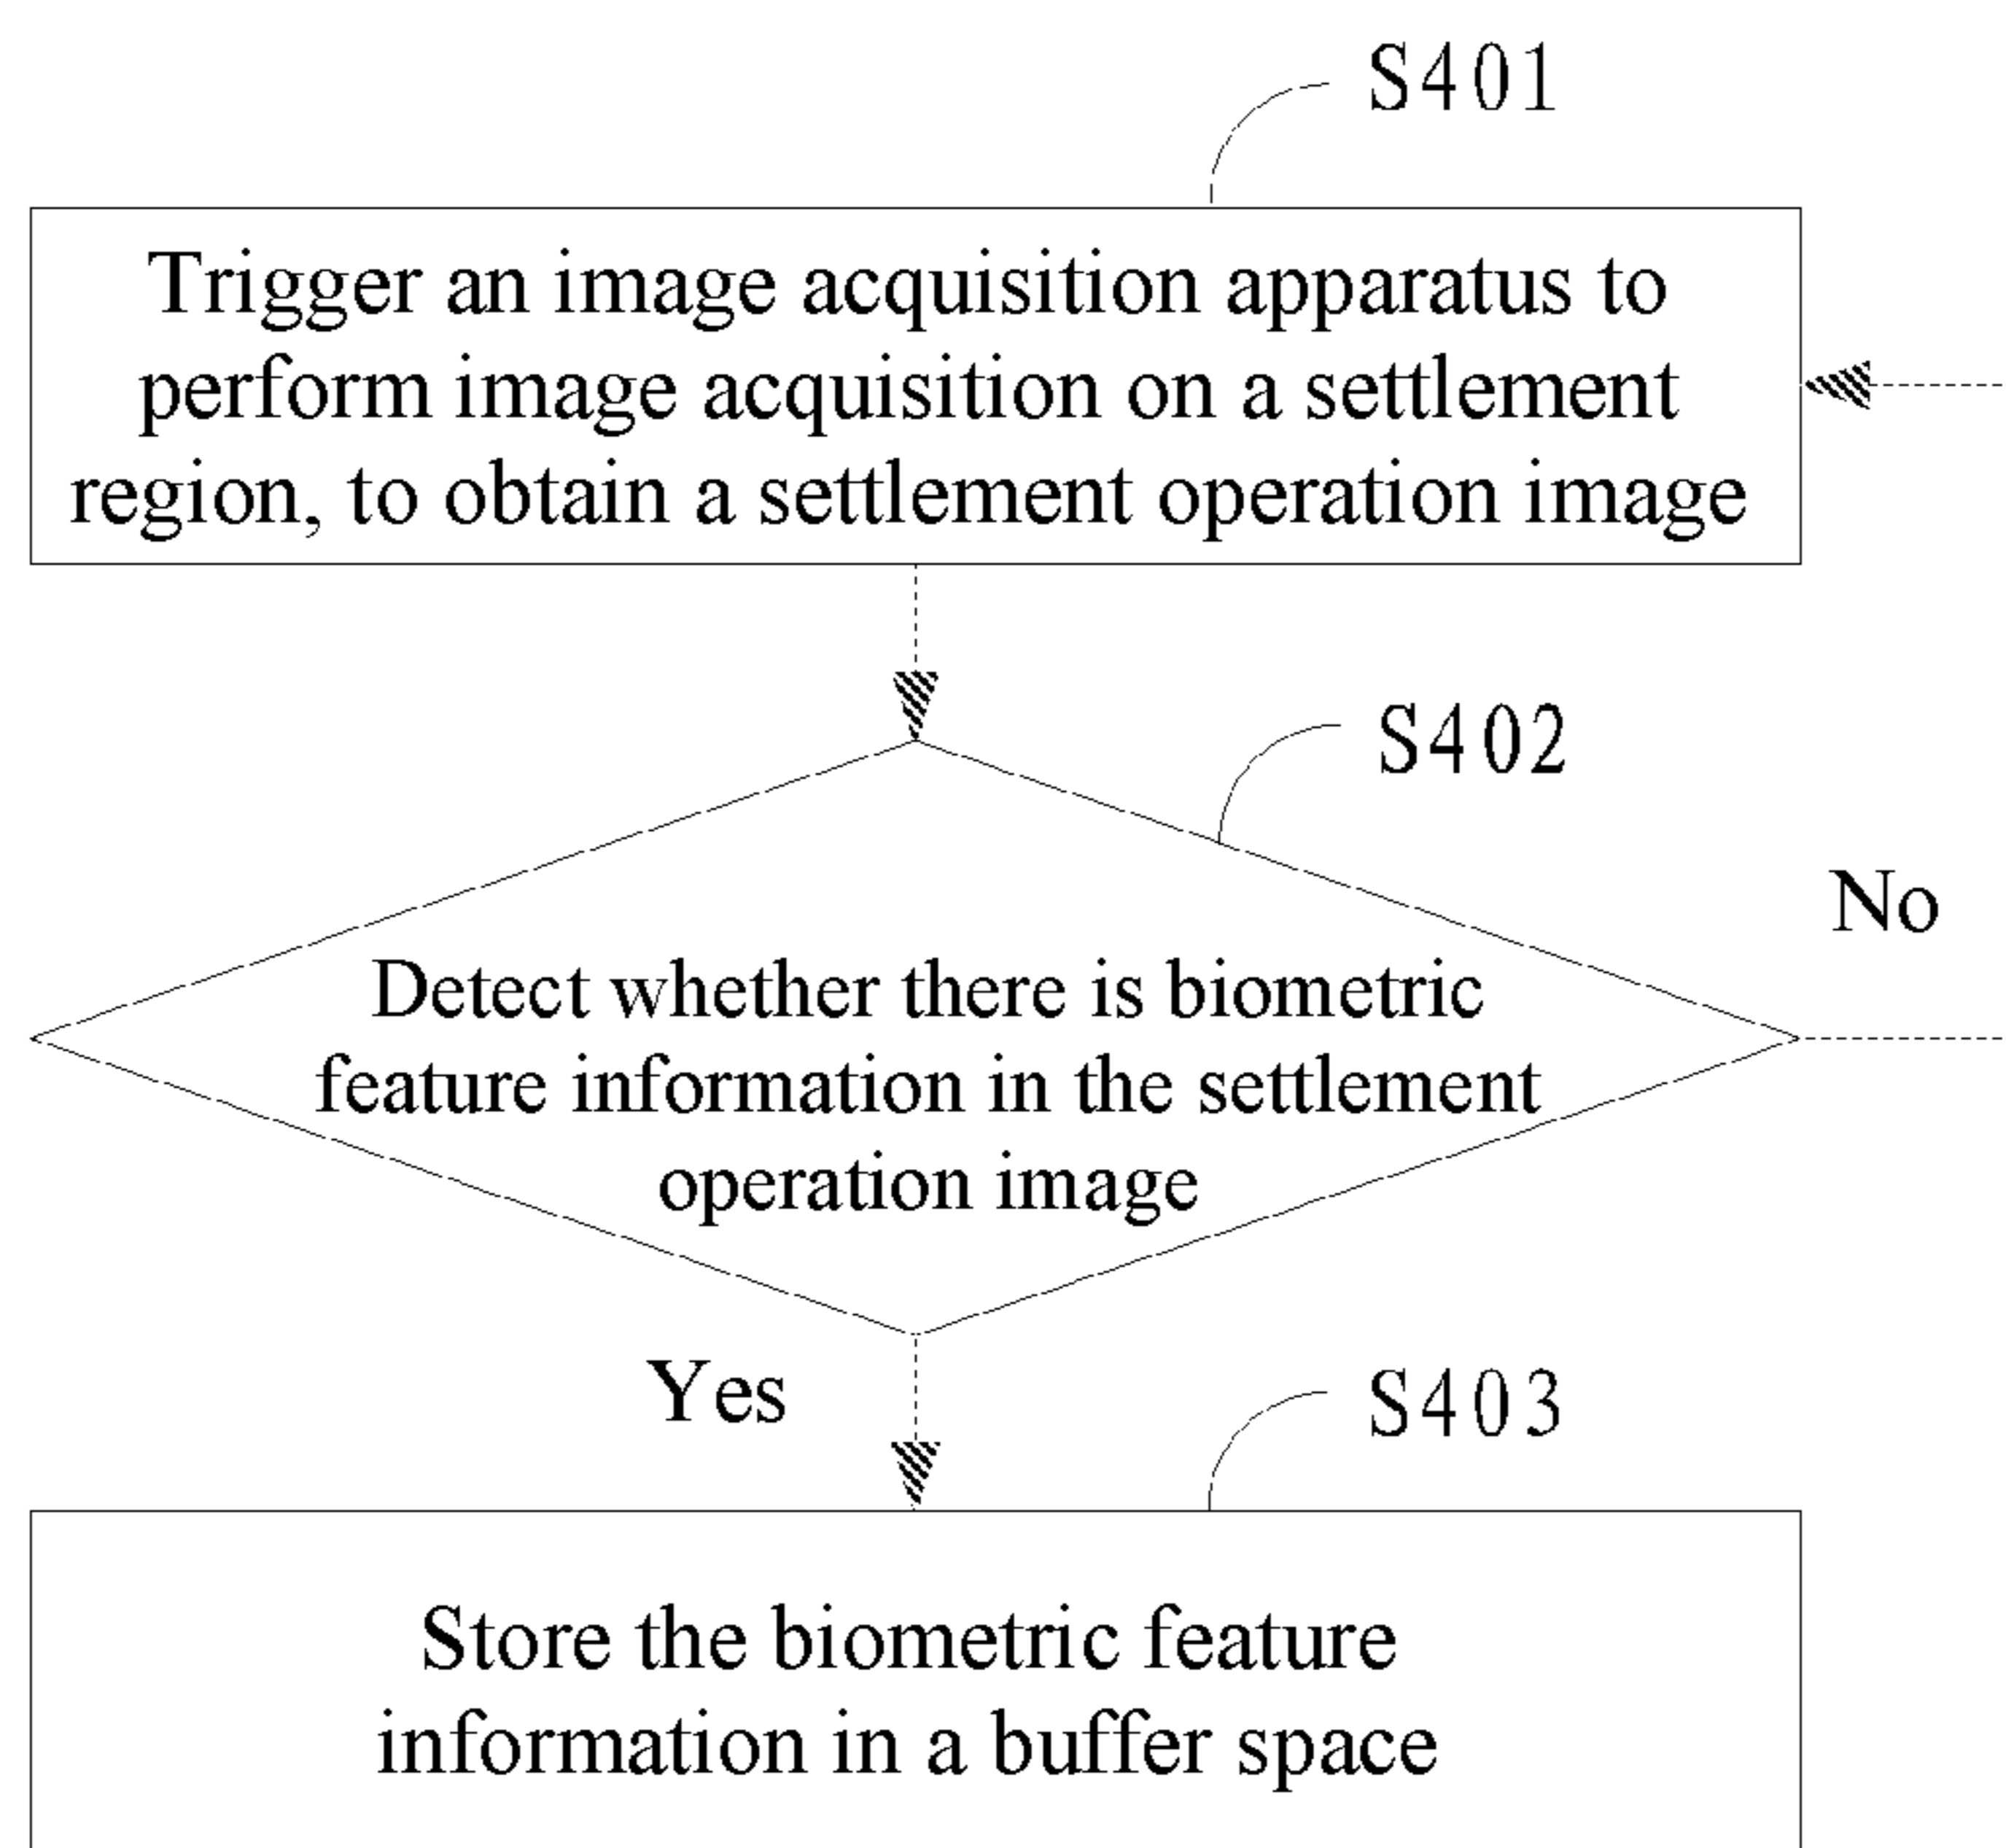 S401
Trigger an image acquisition apparatus to
perform image acquisition on a settlement
region, to obtain a settlement operation image
S402
No
Detect whether there is biometric
feature information in the settlement
operation image
Yes
S403
Store the biometric feature
information in a buffer space